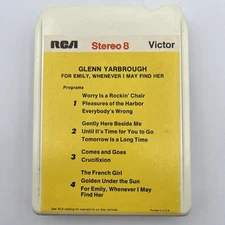 RCA Stereo 8 Victor
GLENN YARBROUGH
FOR EMILY, WHENEVER I MAY FIND HER
Programs
Worry Is a Rockin' Chair
1 Pleasures of the Harbor
Everybody's Wrong
Gently Here Beside Me
2 Until It's Time for You to Go
Tomorrow Is a Long Time
3 Comes and Goes
Crucifixion
The French Girl
4 Golden Under the Sun
For Emily, Whenever I May
Find Her